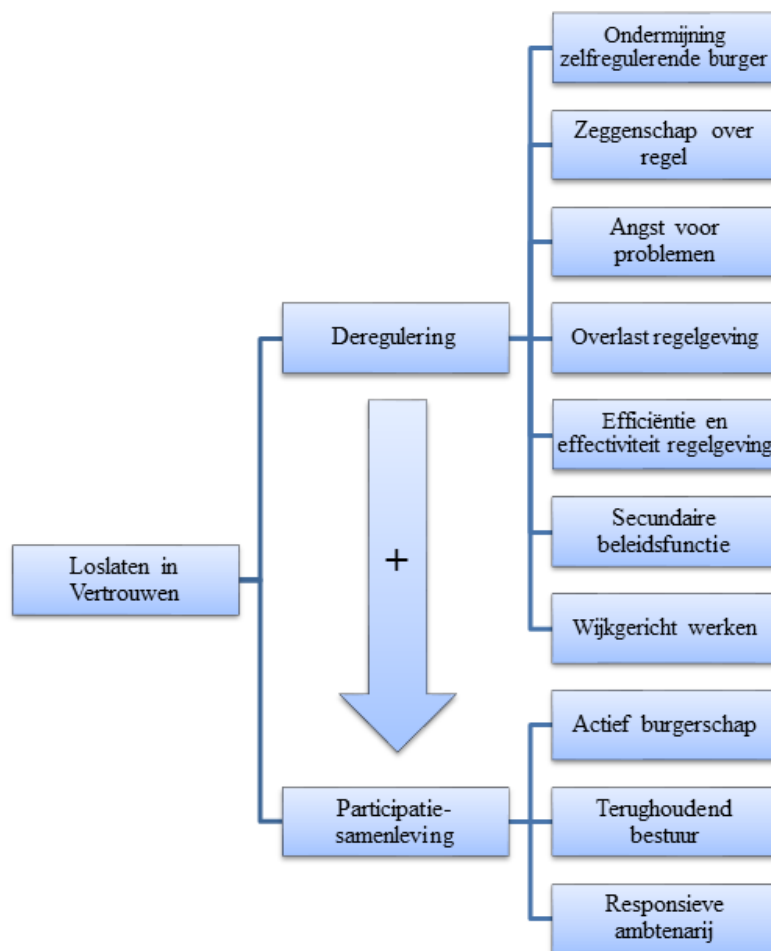 Ondermijning
zelfregulerende burger
Zeggenschap over
regel
Angst voor
problemen
Deregulering
Overlast regelgeving
Efficiëntie en
effectiviteit regelgeving
+
Secundaire
beleidsfunctie
Loslaten in
Vertrouwen
Wijkgericht werken
Actief burgerschap
Participatie-
samenleving
Terughoudend
bestuur
Responsieve
ambtenarij